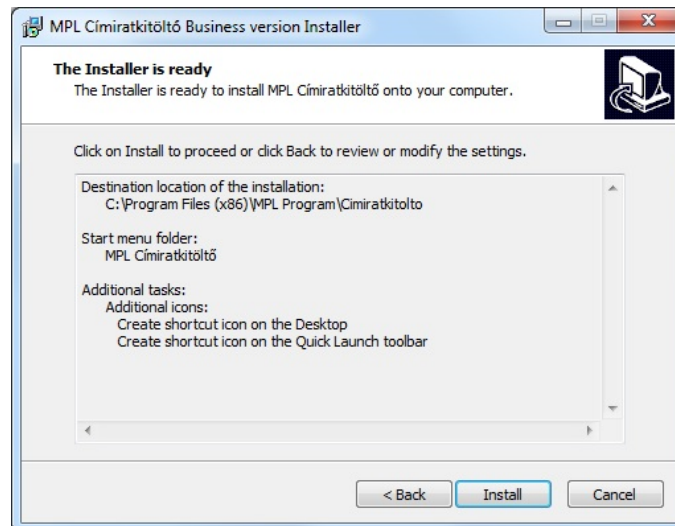 MPL Címiratkitöltő Business version Installer
The Installer is ready
The Installer is ready to install MPL Címiratkitöltő onto your computer.
Click on Install to proceed or click Back to review or modify the settings.
Destination location of the installation:
C:\Program Files (x86)\MPL Program\Cimiratkitolto
Start menu folder:
MPL Címiratkitöltő
Additional tasks:
Additional icons:
Create shortcut icon on the Desktop
Create shortcut icon on the Quick Launch toolbar
< Back Install Cancel